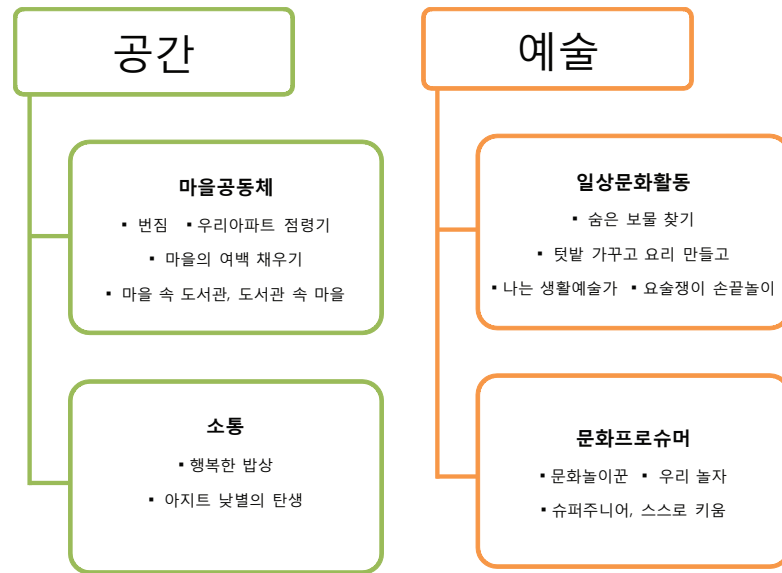 공간
마을공동체
▪ 번짐 ▪ 우리아파트 점령기
▪ 마을의 여백 채우기
▪ 마을 속 도서관, 도서관 속 마을
소통
▪ 행복한 밥상
▪ 아지트 낮별의 탄생
예술
일상문화활동
▪ 숨은 보물 찾기
▪ 텃밭 가꾸고 요리 만들고
▪ 나는 생활예술가 ▪ 요술쟁이 손끝놀이
문화프로슈머
▪ 문화놀이꾼 ▪ 우리 놀자
▪ 슈퍼주니어, 스스로 키움